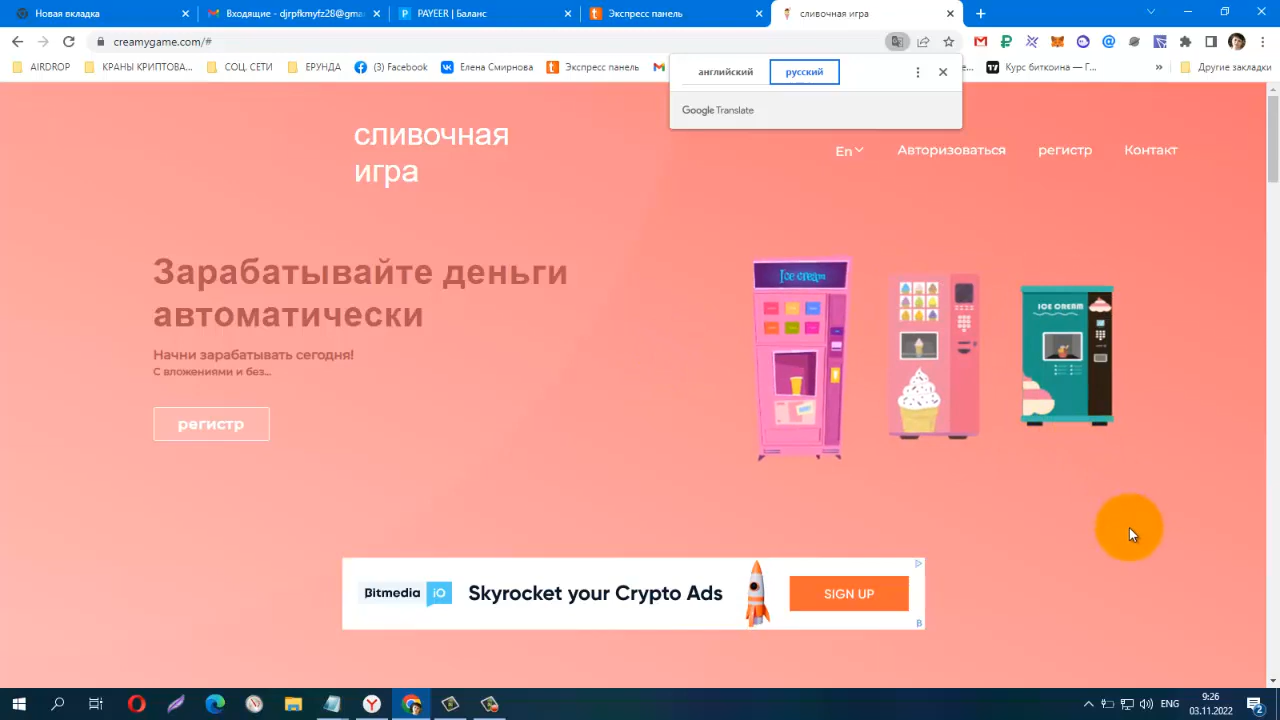 Новая вкладка
Входящие - djrpfkmyfz28@gmai
PAYEER | Баланс
Экспресс панель
сливочная игра
creamygame.com/#
AIRDROP
КРАНЫ КРИПТОВА...
СОЦ. СЕТИ
ЕРУНДА
(3) Facebook
Елена Смирнова
Экспресс панель
Курс биткоина — Г...
»
Другие закладки
английский
русский
Google Translate
сливочная
игра
En
Авторизоваться
регистр
Контакт
Зарабатывайте деньги
автоматически
Начни зарабатывать сегодня!
С вложениями и без...
регистр
Ice cream
ICE CREAM
Bitmedia iO
Skyrocket your Crypto Ads
SIGN UP
B
ENG
9:26
03.11.2022
2